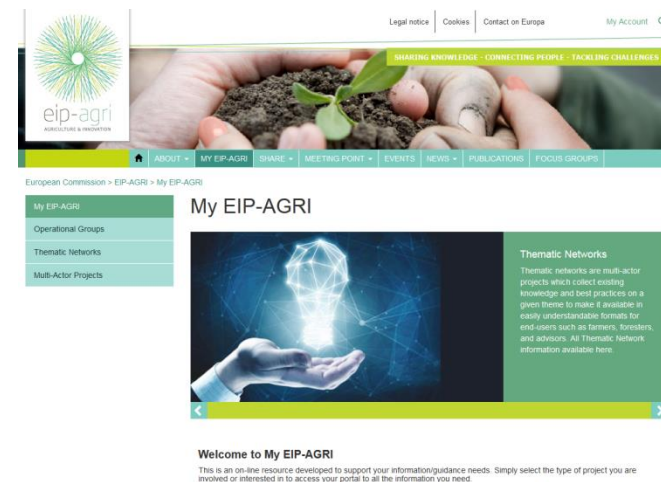 Legal notice Cookies Contact on Europa My Account
SHARING KNOWLEDGE - CONNECTING PEOPLE - TACKLING CHALLENGES
eip-agri
AGRICULTURE & INNOVATION
ABOUT MY EIP-AGRI SHARE MEETING POINT EVENTS NEWS PUBLICATIONS FOCUS GROUPS
European Commission > EIP-AGRI > My EIP-AGRI
My EIP-AGRI
Operational Groups
Thematic Networks
Multi-Actor Projects
My EIP-AGRI
Thematic Networks
Thematic networks are multi-actor
projects which collect existing
knowledge and best practices on a
given theme to make it available in
easily understandable formats for
end-users such as farmers, foresters,
and advisors. All Thematic Network
information available here.
Welcome to My EIP-AGRI
This is an on-line resource developed to support your information/guidance needs. Simply select the type of project you are
involved or interested in to access your portal to all the information you need.